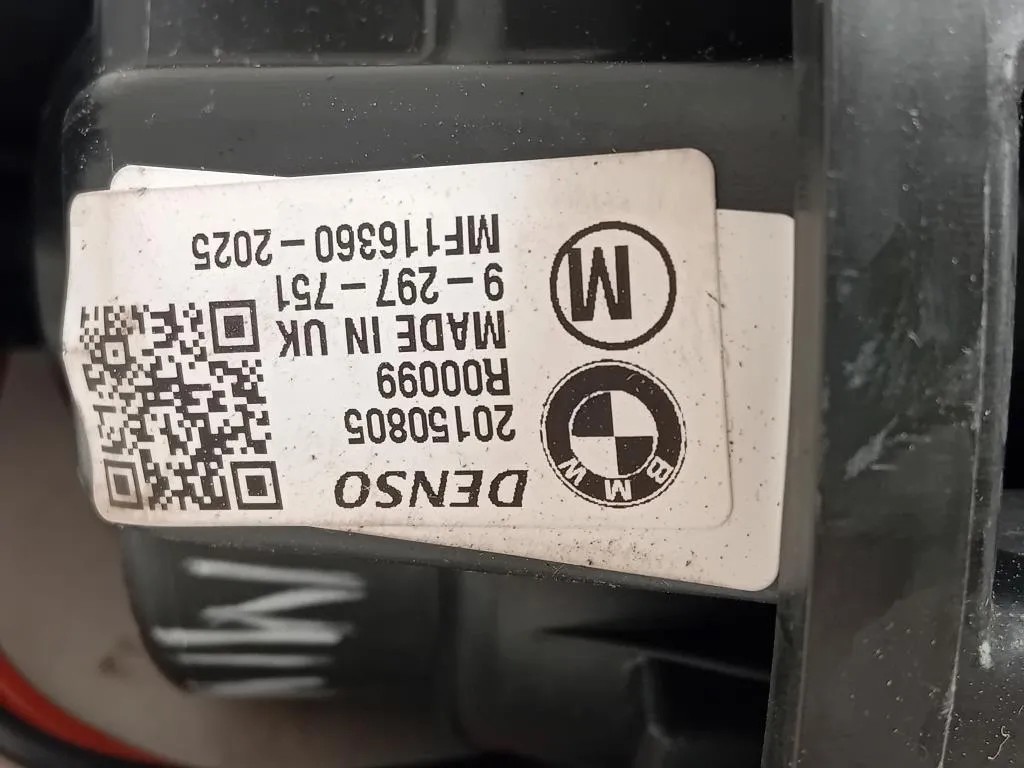 BMW
DENSO
20150805
R00099
M
MADE IN UK
9-297-751
MF116360-2025